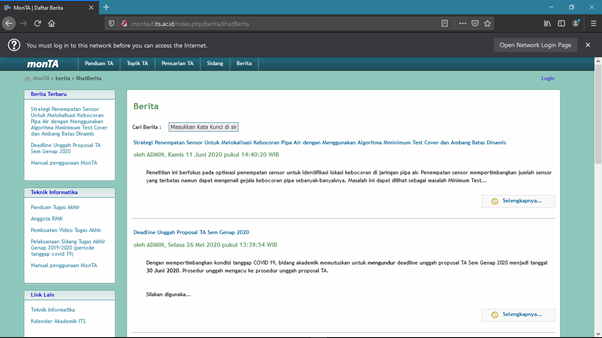 MonTA | Daftar Berita
monta.if.its.ac.id/index.php/berita/lihatBerita
You must log in to this network before you can access the Internet.
Open Network Login Page
monTA
Panduan TA
Topik TA
Pencarian TA
Sidang
Berita
MonTA » berita » lihatBerita
Login
Berita Terbaru
Strategi Penempatan Sensor
Untuk Melokalisasi Kebocoran
Pipa Air dengan Menggunakan
Algoritma Mminimum Test Cover
dan Ambang Batas Dinamis
Deadline Unggah Proposal TA
Sem Genap 2020
Manual penggunaan MonTA
Teknik Informatika
Panduan Tugas Akhir
Anggota RMK
Pembuatan Video Tugas Akhir
Pelaksanaan Sidang Tugas Akhir
Genap 2019/2020 (periode
tanggap covid 19)
Manual penggunaan MonTA
Link Lain
Teknik Informatika
Kalender Akademik ITS
Berita
Cari Berita :
Masukkan Kata Kunci di sir
Strategi Penempatan Sensor Untuk Melokalisasi Kebocoran Pipa Air dengan Menggunakan Algoritma Mminimum Test Cover dan Ambang Batas Dinamis
oleh ADMIN, Kamis 11 Juni 2020 pukul 14:40:20 WIB
Penelitian ini berfokus pada optimasi penempatan sensor untuk identifikasi lokasi kebocoran di jaringan pipa air. Penempatan sensor mempertimbangkan jumlah sensor
yang terbatas namun dapat mengenali gejala kebocoran pipa sebanyak-banyaknya. Masalah ini dapat dilihat sebagai masalah Minimum Test...
Selengkapnya...
Deadline Unggah Proposal TA Sem Genap 2020
oleh ADMIN, Selasa 26 Mei 2020 pukul 13:39:54 WIB
Dengan mempertimbangkan kondisi tanggap COVID 19, bidang akademik memutuskan untuk mengundur deadline unggah proposal TA Sem Genap 2020 menjadi tanggal
30 Juni 2020. Prosedur unggah mengacu ke prosedur unggah proposal TA.
Silakan digunaka...
Selengkapnya...